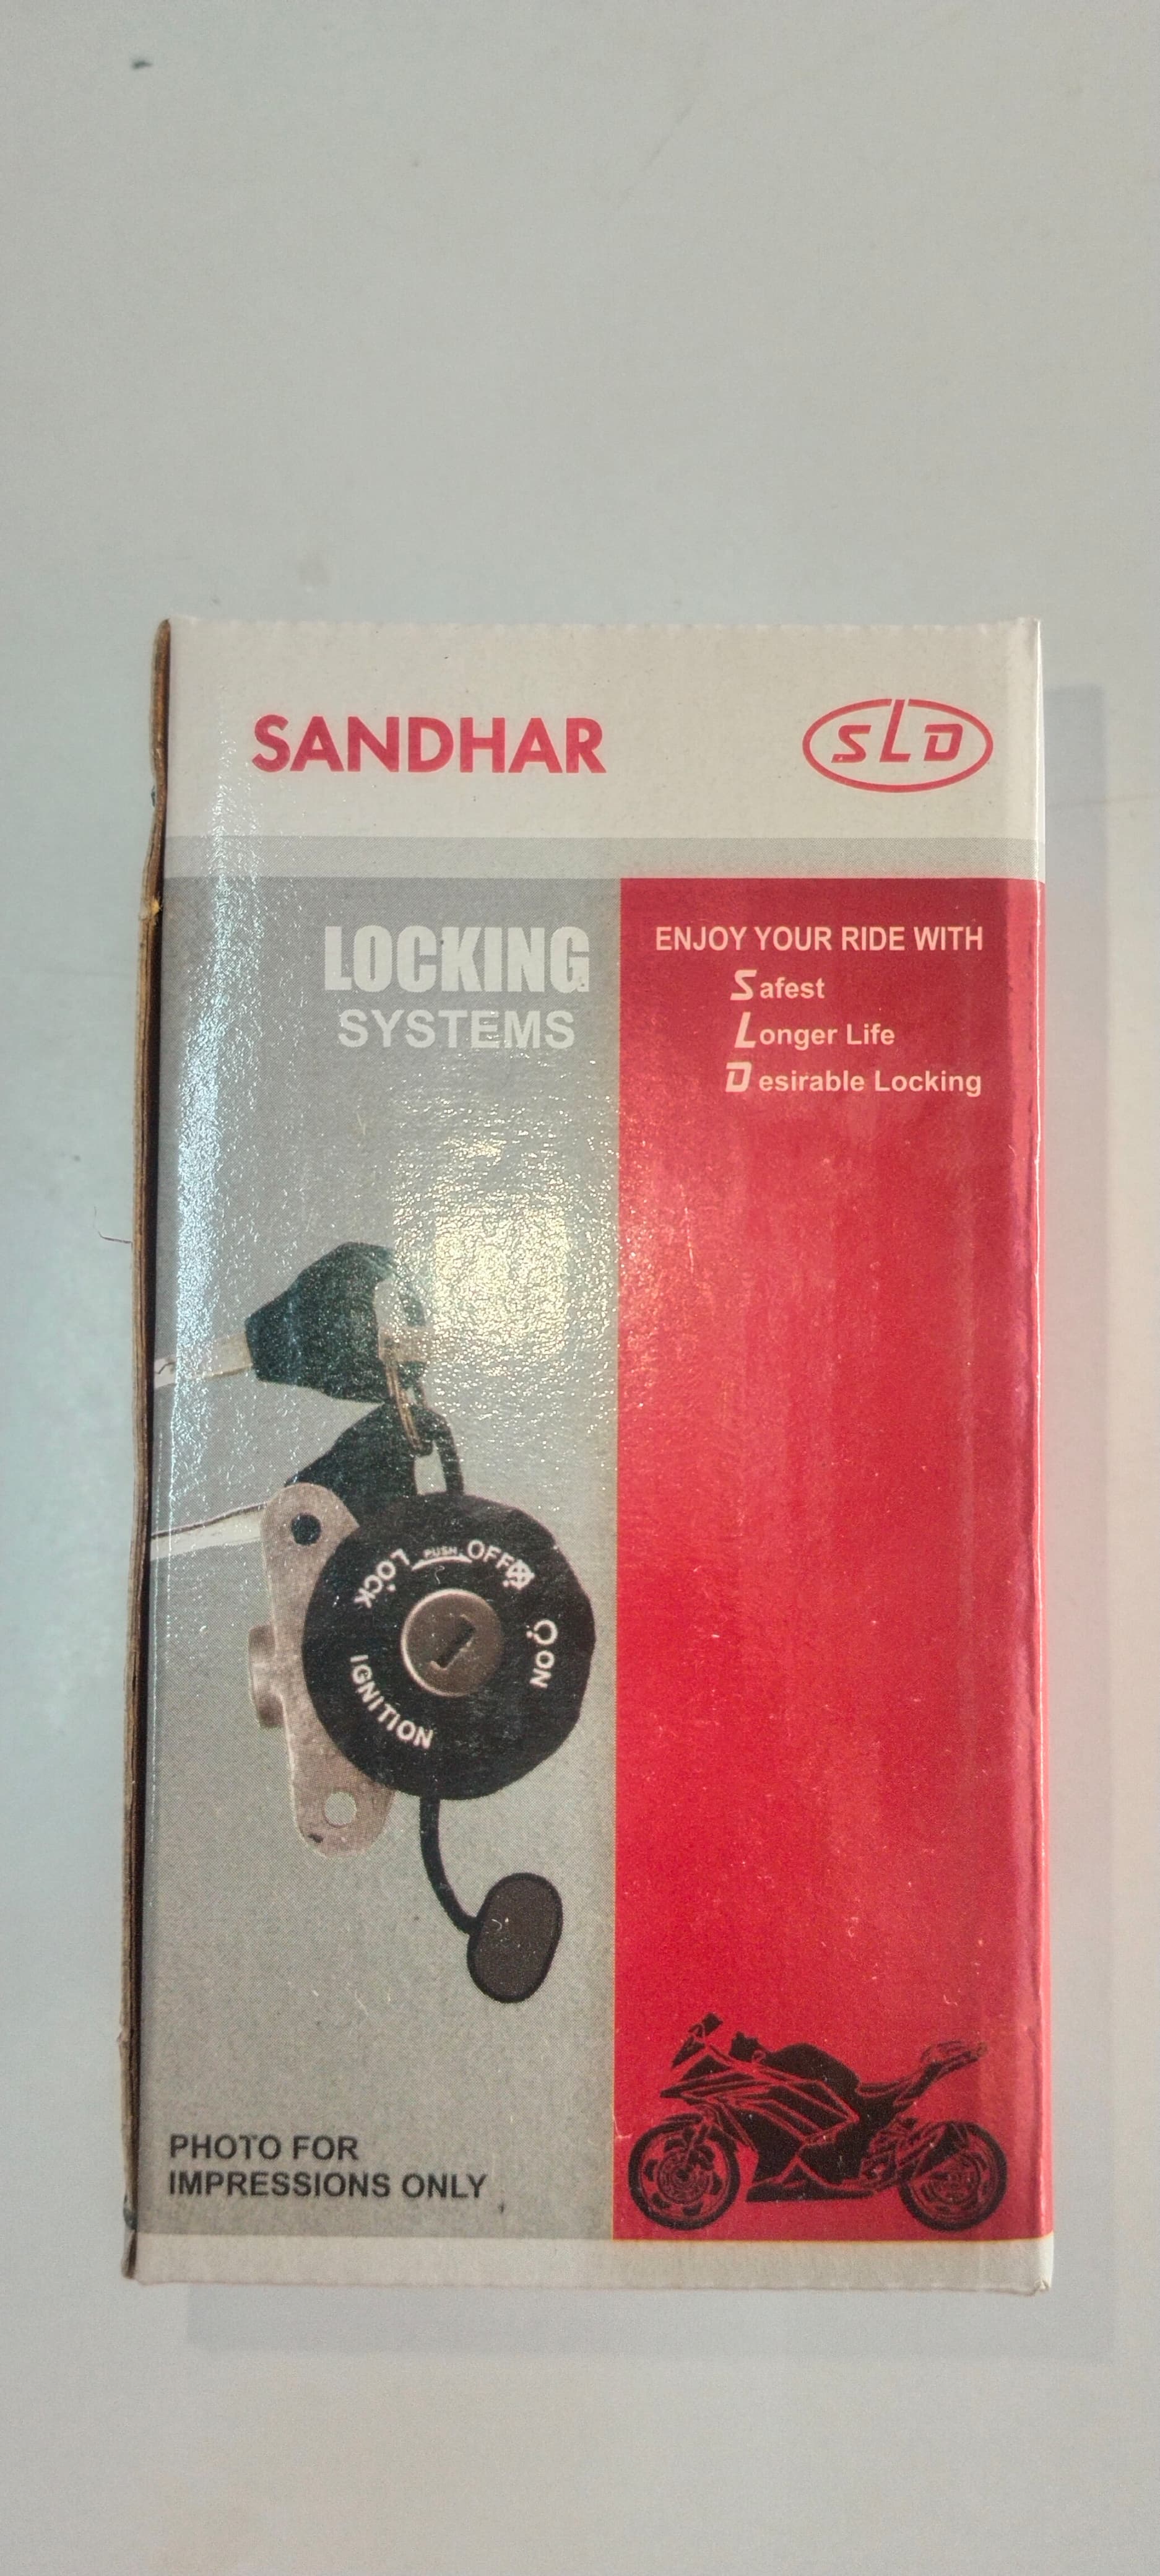 SANDHAR
SLD
LOCKING
SYSTEMS
ENJOY YOUR RIDE WITH
Safest
Longer Life
Desirable Locking
LOCK PUSH OFF
ON
IGNITION
PHOTO FOR
IMPRESSIONS ONLY